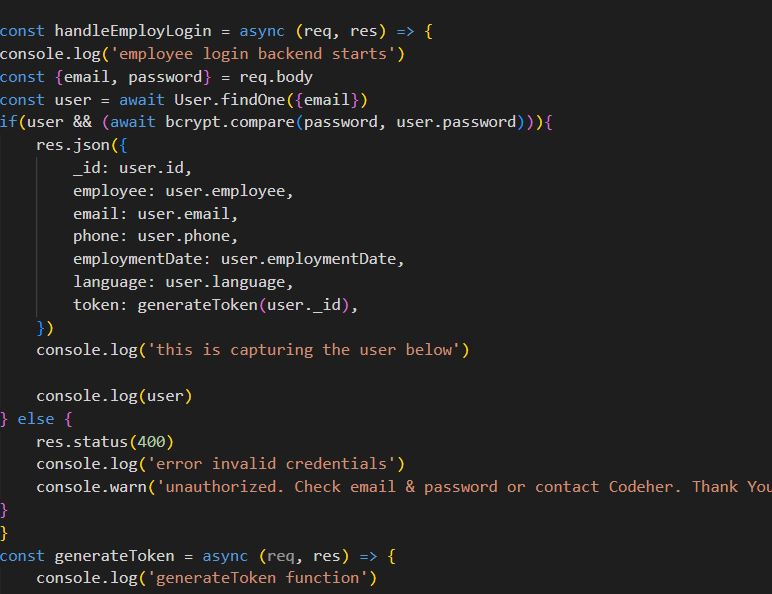 const handleEmployLogin = async (req, res) => {
console.log('employee login backend starts')
const {email, password} = req.body
const user = await User.findOne({email})
if(user && (await bcrypt.compare(password, user.password))){
    res.json({
        _id: user.id,
        employee: user.employee,
        email: user.email,
        phone: user.phone,
        employmentDate: user.employmentDate,
        language: user.language,
        token: generateToken(user._id),
    })
    console.log('this is capturing the user below')

    console.log(user)
} else {
    res.status(400)
    console.log('error invalid credentials')
    console.warn('unauthorized. Check email & password or contact Codeher. Thank You
}
}
const generateToken = async (req, res) => {
    console.log('generateToken function')